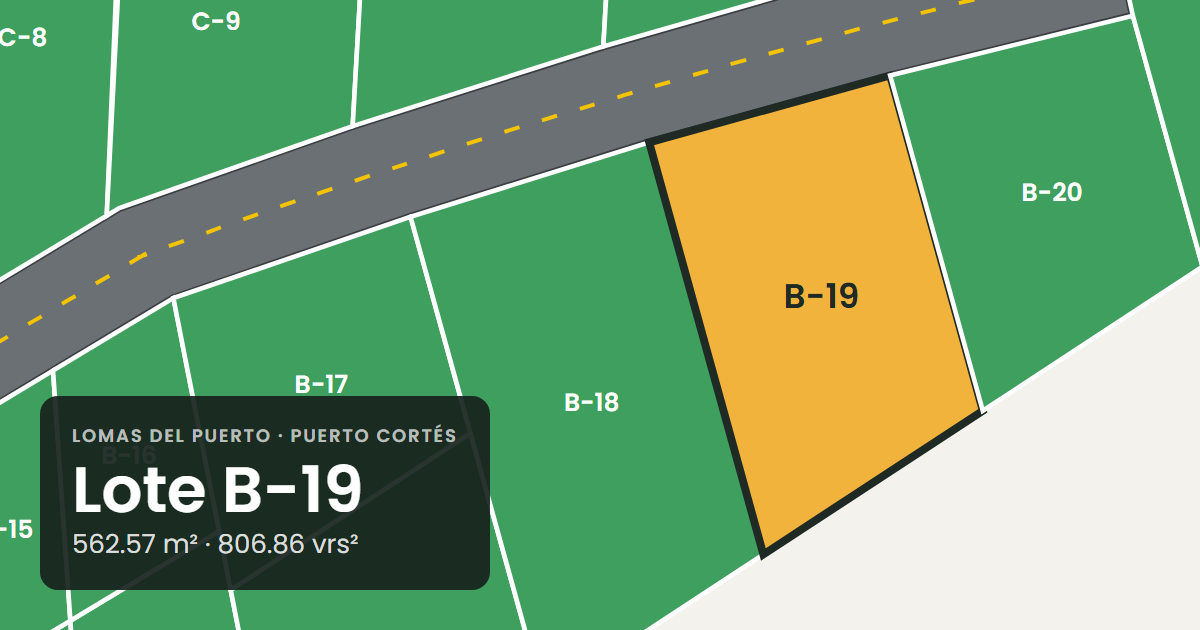 C-8
C-9
B-20
B-19
B-17
B-18
B-16
-15
LOMAS DEL PUERTO · PUERTO CORTÉS
Lote B-19
562.57 m² · 806.86 vrs²